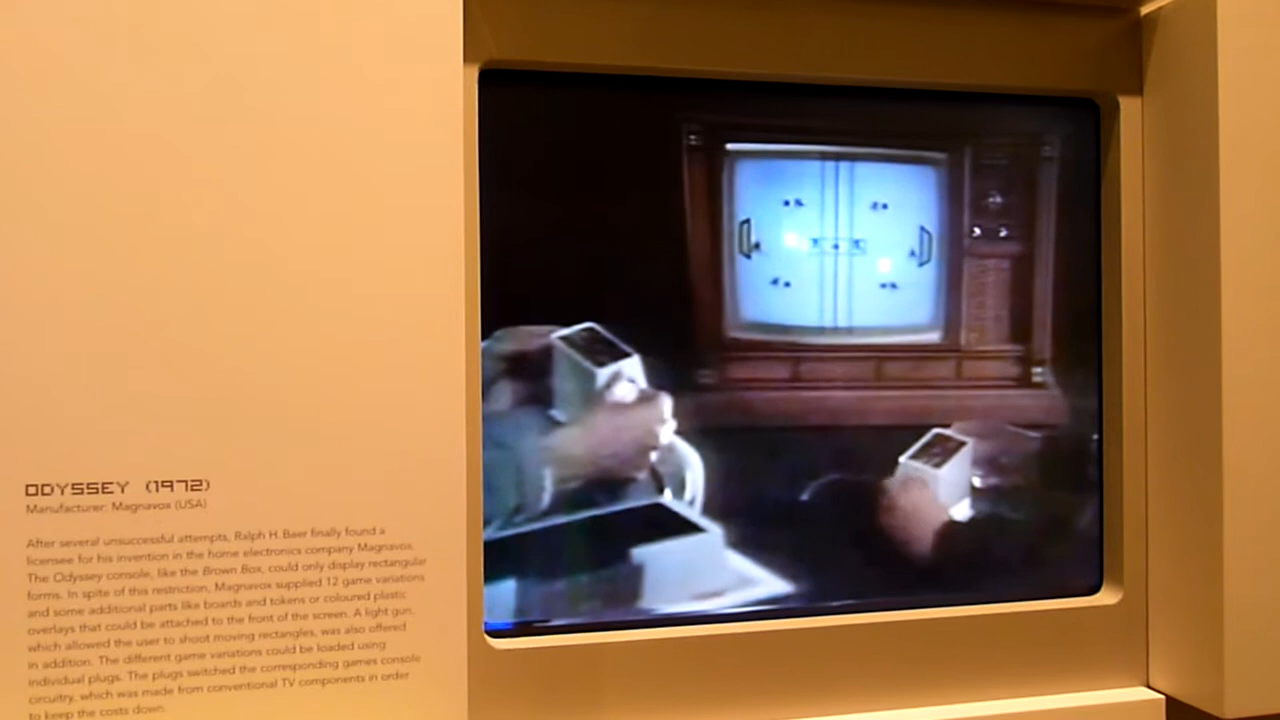 ODYSSEY (1972)
Manufacturer: Magnavox (USA)
After several unsuccessful attempts, Ralph H. Baer finally found a
licensee for his invention in the home electronics company Magnavox.
The Odyssey console, like the Brown Box, could only display rectangular
forms. In spite of this restriction, Magnavox supplied 12 game variations
and some additional parts like boards and tokens or coloured plastic
overlays that could be attached to the front of the screen. A light gun,
which allowed the user to shoot moving rectangles, was also offered
in addition. The different game variations could be loaded using
individual plugs. The plugs switched the corresponding games console
circuitry, which was made from conventional TV components in order
to keep the costs down.